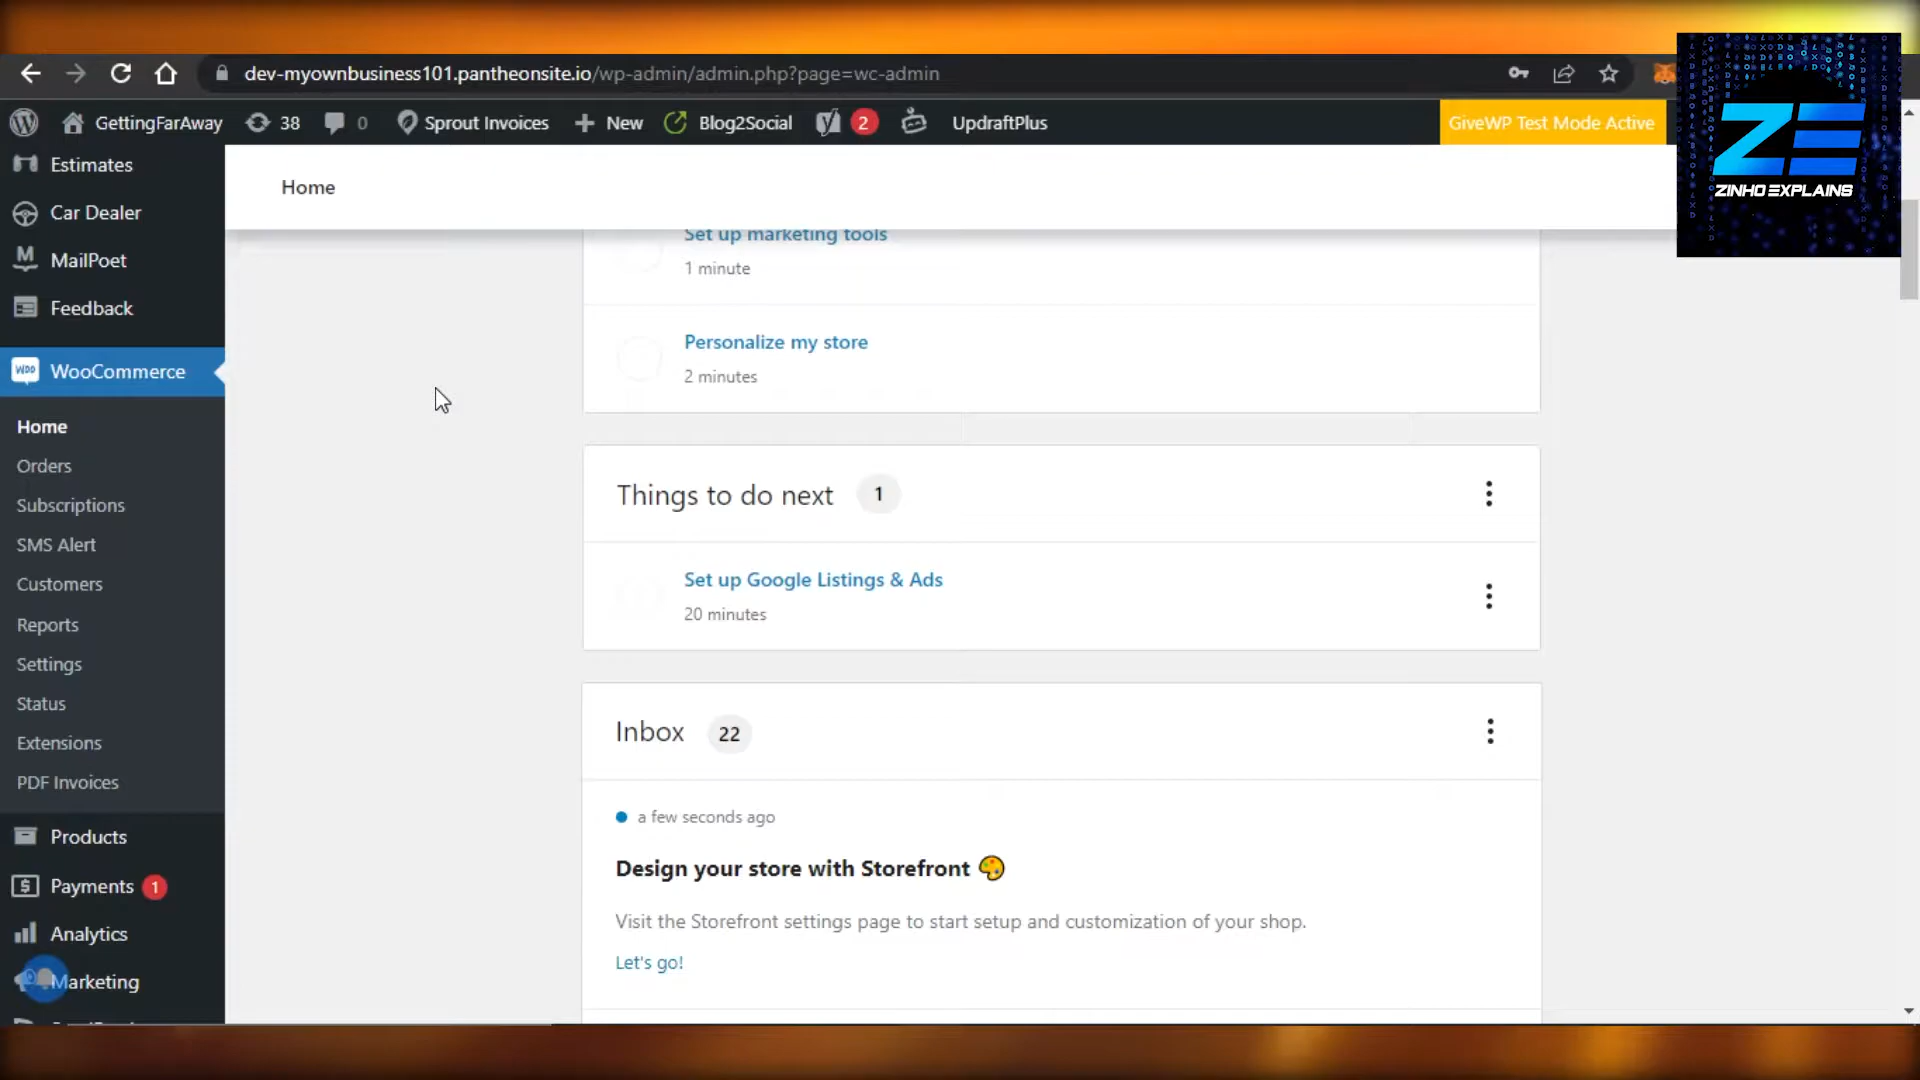 dev-myownbusiness101.pantheonsite.io/wp-admin/admin.php?page=wc-admin
GettingFarAway 38 0 Sprout Invoices New Blog2Social 2 UpdraftPlus GiveWP Test Mode Active
ZE
ZINHO EXPLAINS
Estimates
Car Dealer
MailPoet
Feedback
WooCommerce
Home
Orders
Subscriptions
SMS Alert
Customers
Reports
Settings
Status
Extensions
PDF Invoices
Products
Payments 1
Analytics
Marketing
Home
Set up marketing tools
1 minute
Personalize my store
2 minutes
Things to do next 1
Set up Google Listings & Ads
20 minutes
Inbox 22
a few seconds ago
Design your store with Storefront
Visit the Storefront settings page to start setup and customization of your shop.
Let's go!